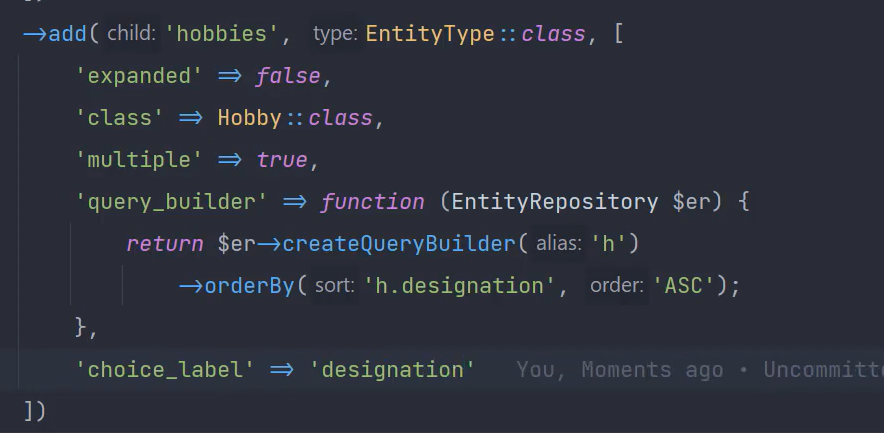 ->add( child: 'hobbies', type: EntityType::class, [
'expanded' => false,
'class' => Hobby::class,
'multiple' => true,
'query_builder' => function (EntityRepository $er) {
return $er->createQueryBuilder( alias: 'h')
->orderBy( sort: 'h.designation', order: 'ASC');
},
'choice_label' => 'designation' You, Moments ago • Uncommitte
])